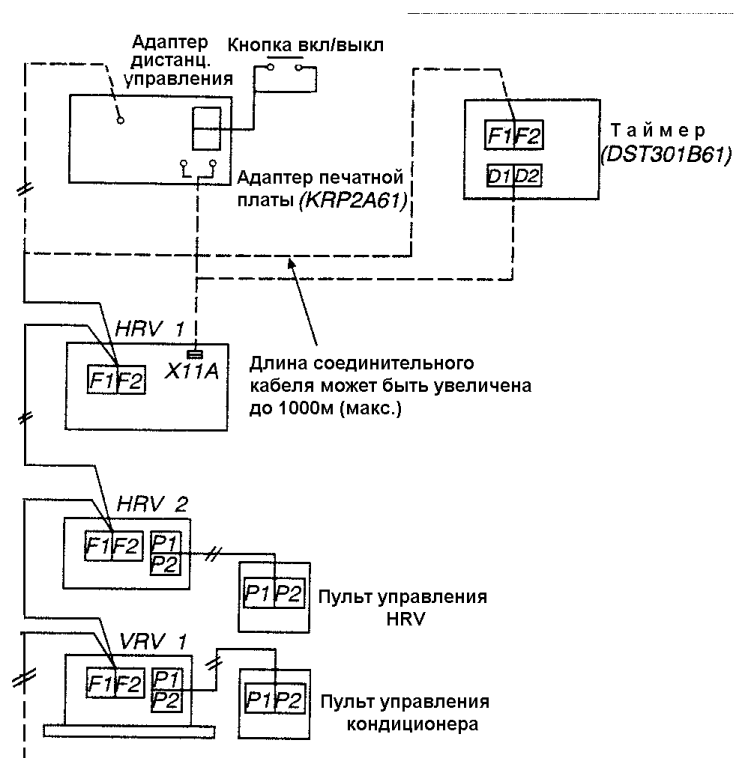 Адаптер
дистанц.
управления
Кнопка вкл/выкл
F1 F2
D1 D2
Таймер
(DST301B61)
Адаптер печатной
платы (KRP2A61)
HRV 1
F1 F2
X11A
Длина соединительного
кабеля может быть увеличена
до 1000м (макс.)
HRV 2
F1 F2
P1
P2
P1 P2
Пульт управления
HRV
VRV 1
F1 F2
P1
P2
P1 P2
Пульт управления
кондиционера